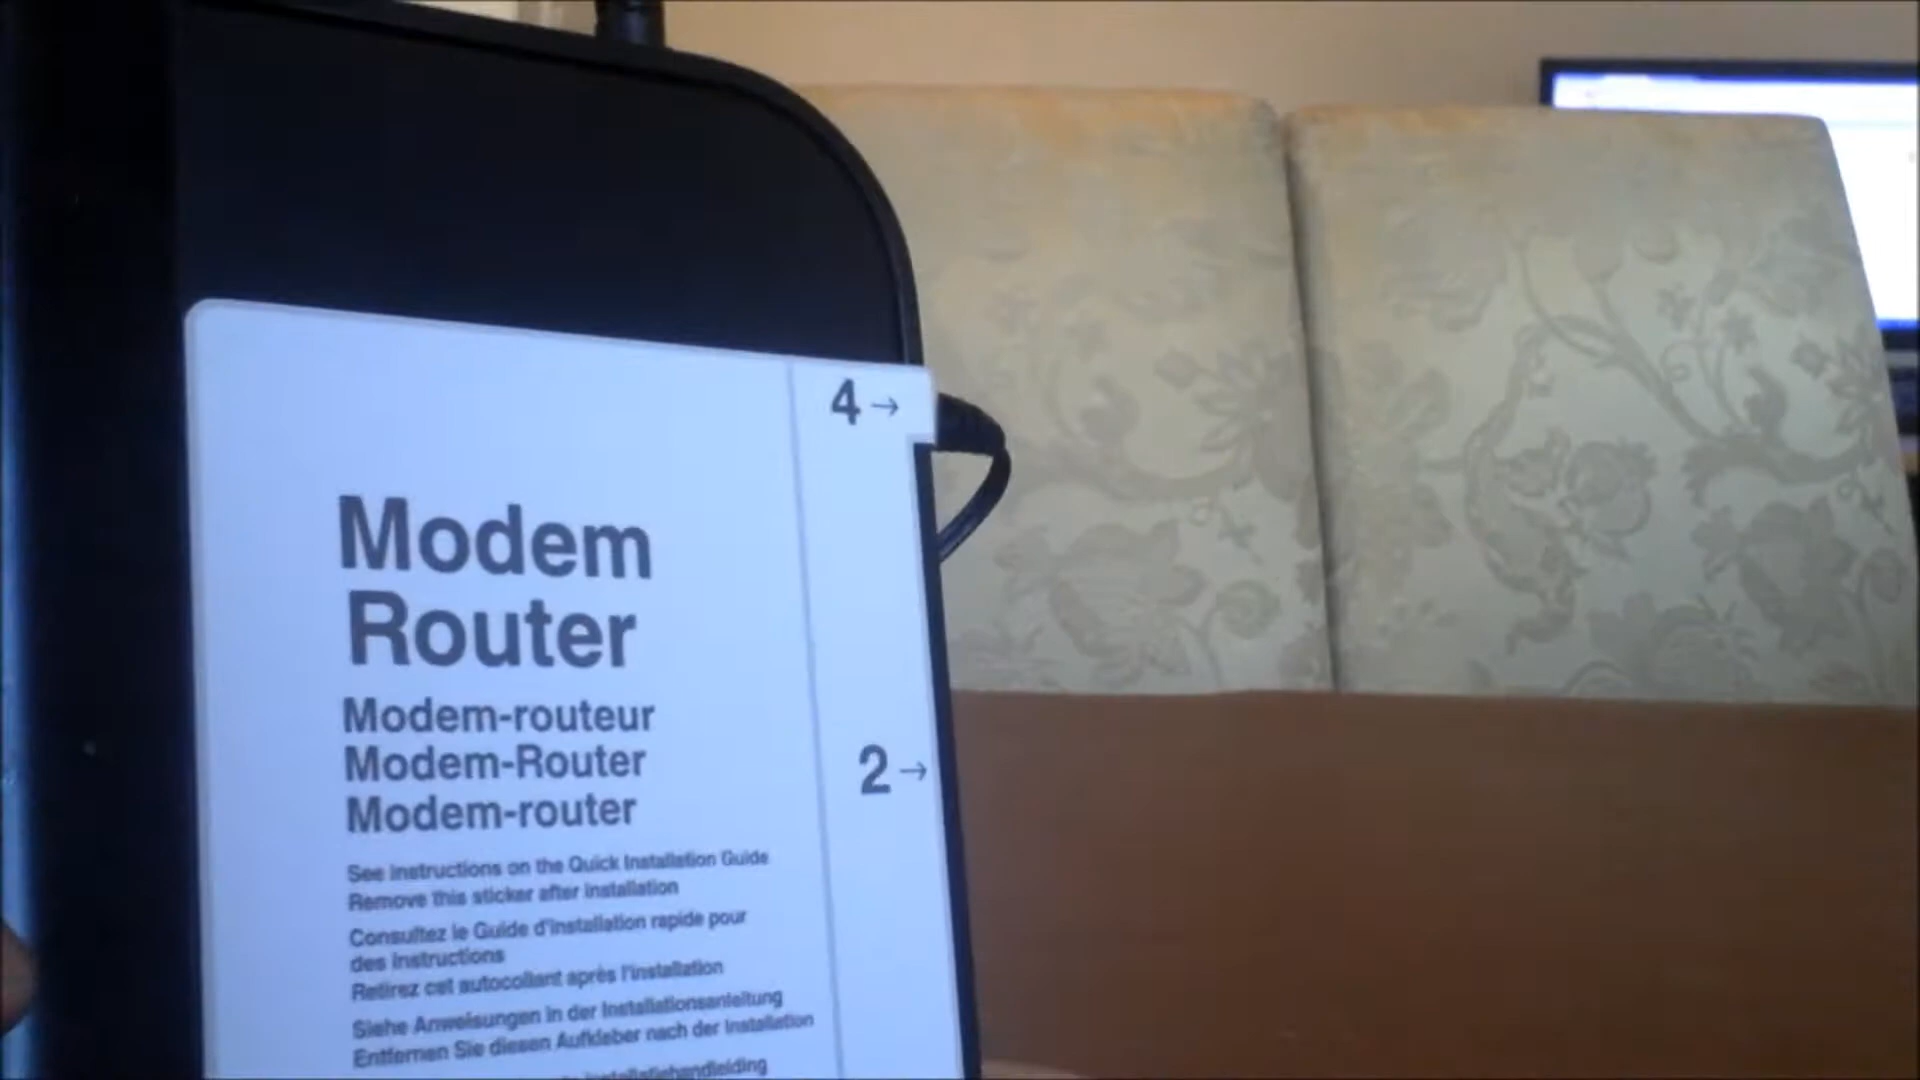 4→
Modem
Router
Modem-routeur
Modem-Router
Modem-router
2→
See instructions on the Quick Installation Guide
Remove this sticker after installation
Consultez le Guide d'installation rapide pour
des instructions
Retirez cet autocollant après l'installation
Siehe Anweisungen in der Installationsanleitung
Entfernen Sie diesen Aufkleber nach der Installation
installatiehandleiding